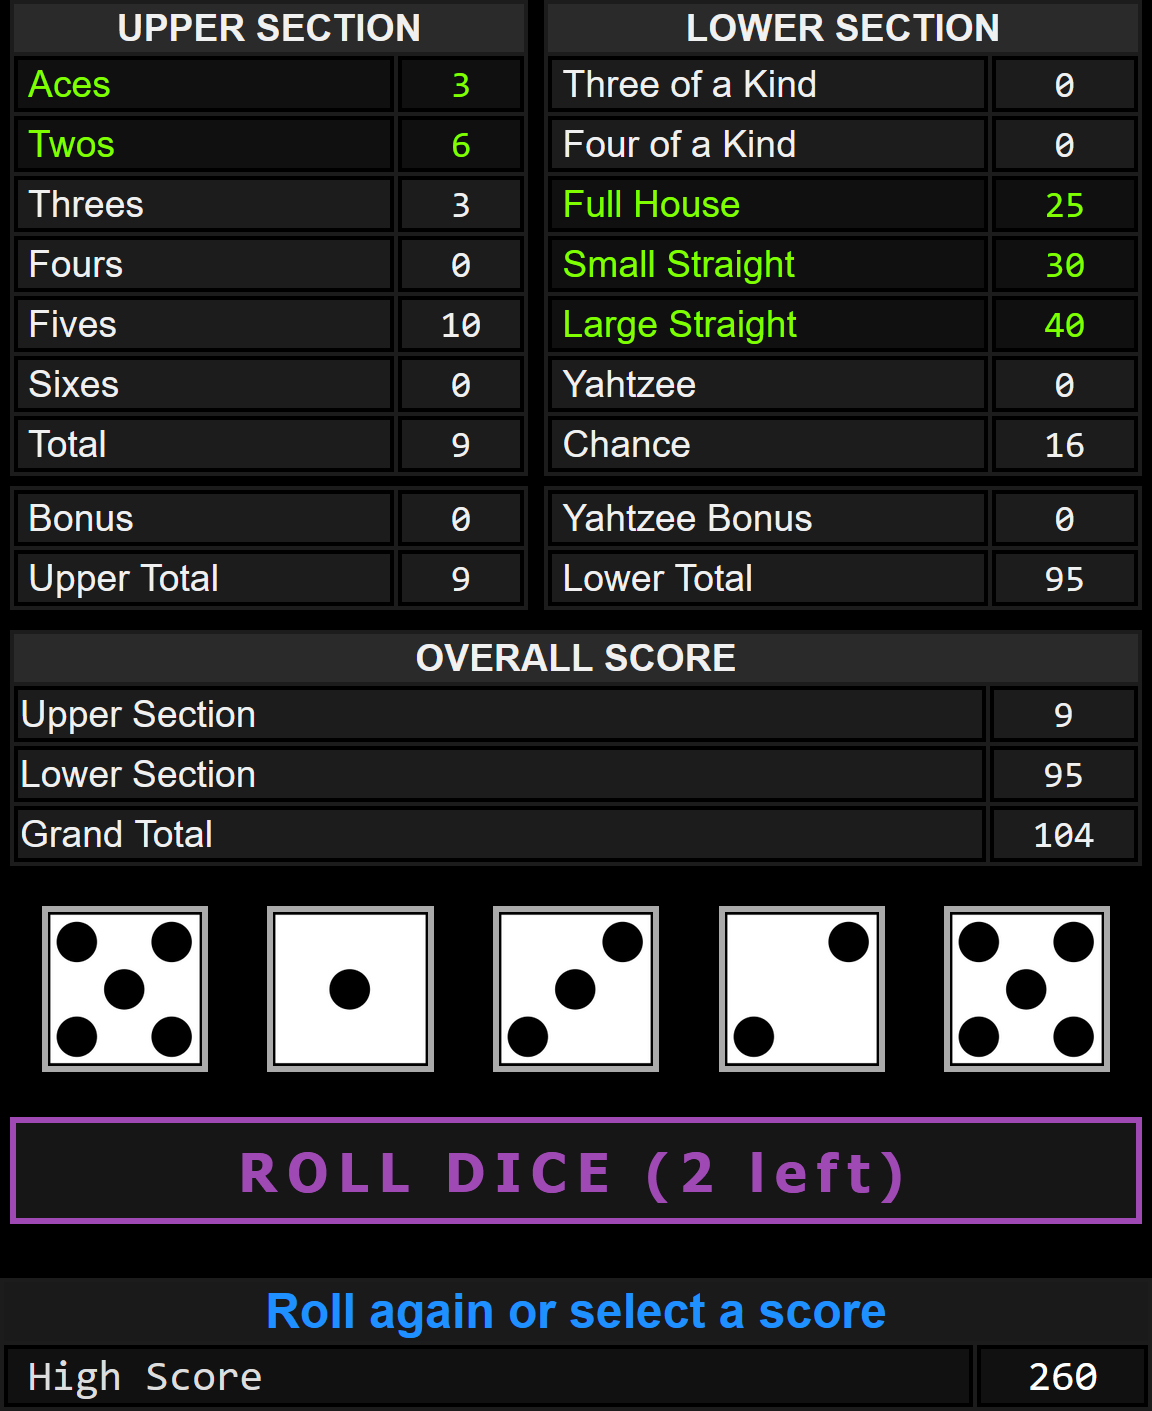 UPPER SECTION
Aces 3
Twos 6
Threes 3
Fours 0
Fives 10
Sixes 0
Total 9
Bonus 0
Upper Total 9
LOWER SECTION
Three of a Kind 0
Four of a Kind 0
Full House 25
Small Straight 30
Large Straight 40
Yahtzee 0
Chance 16
Yahtzee Bonus 0
Lower Total 95
OVERALL SCORE
Upper Section 9
Lower Section 95
Grand Total 104
ROLL DICE (2 left)
Roll again or select a score
High Score 260